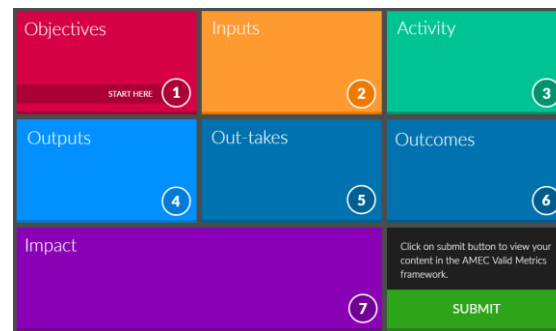 Objectives
START HERE 1
Inputs
2
Activity
3
Outputs
4
Out-takes
5
Outcomes
6
Impact
7
Click on submit button to view your
content in the AMEC Valid Metrics
framework.
SUBMIT